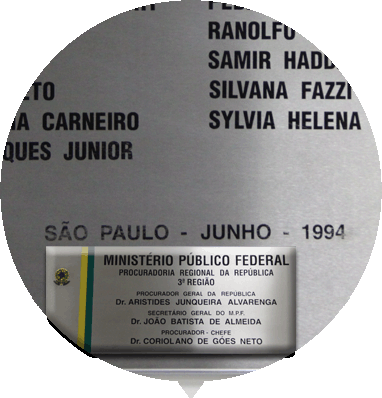 RANOLFO
SAMIR HADD
SILVANA FAZZI
SYLVIA HELENA
ETO
IA CARNEIRO
QUES JUNIOR
SÃO PAULO - JUNHO - 1994
MINISTÉRIO PÚBLICO FEDERAL
PROCURADORIA REGIONAL DA REPÚBLICA
3ª REGIÃO
PROCURADOR GERAL DA REPÚBLICA
Dr. ARISTIDES JUNQUEIRA ALVARENGA
SECRETÁRIO GERAL DO M.P.F.
Dr. JOÃO BATISTA DE ALMEIDA
PROCURADOR - CHEFE
Dr. CORIOLANO DE GÓES NETO